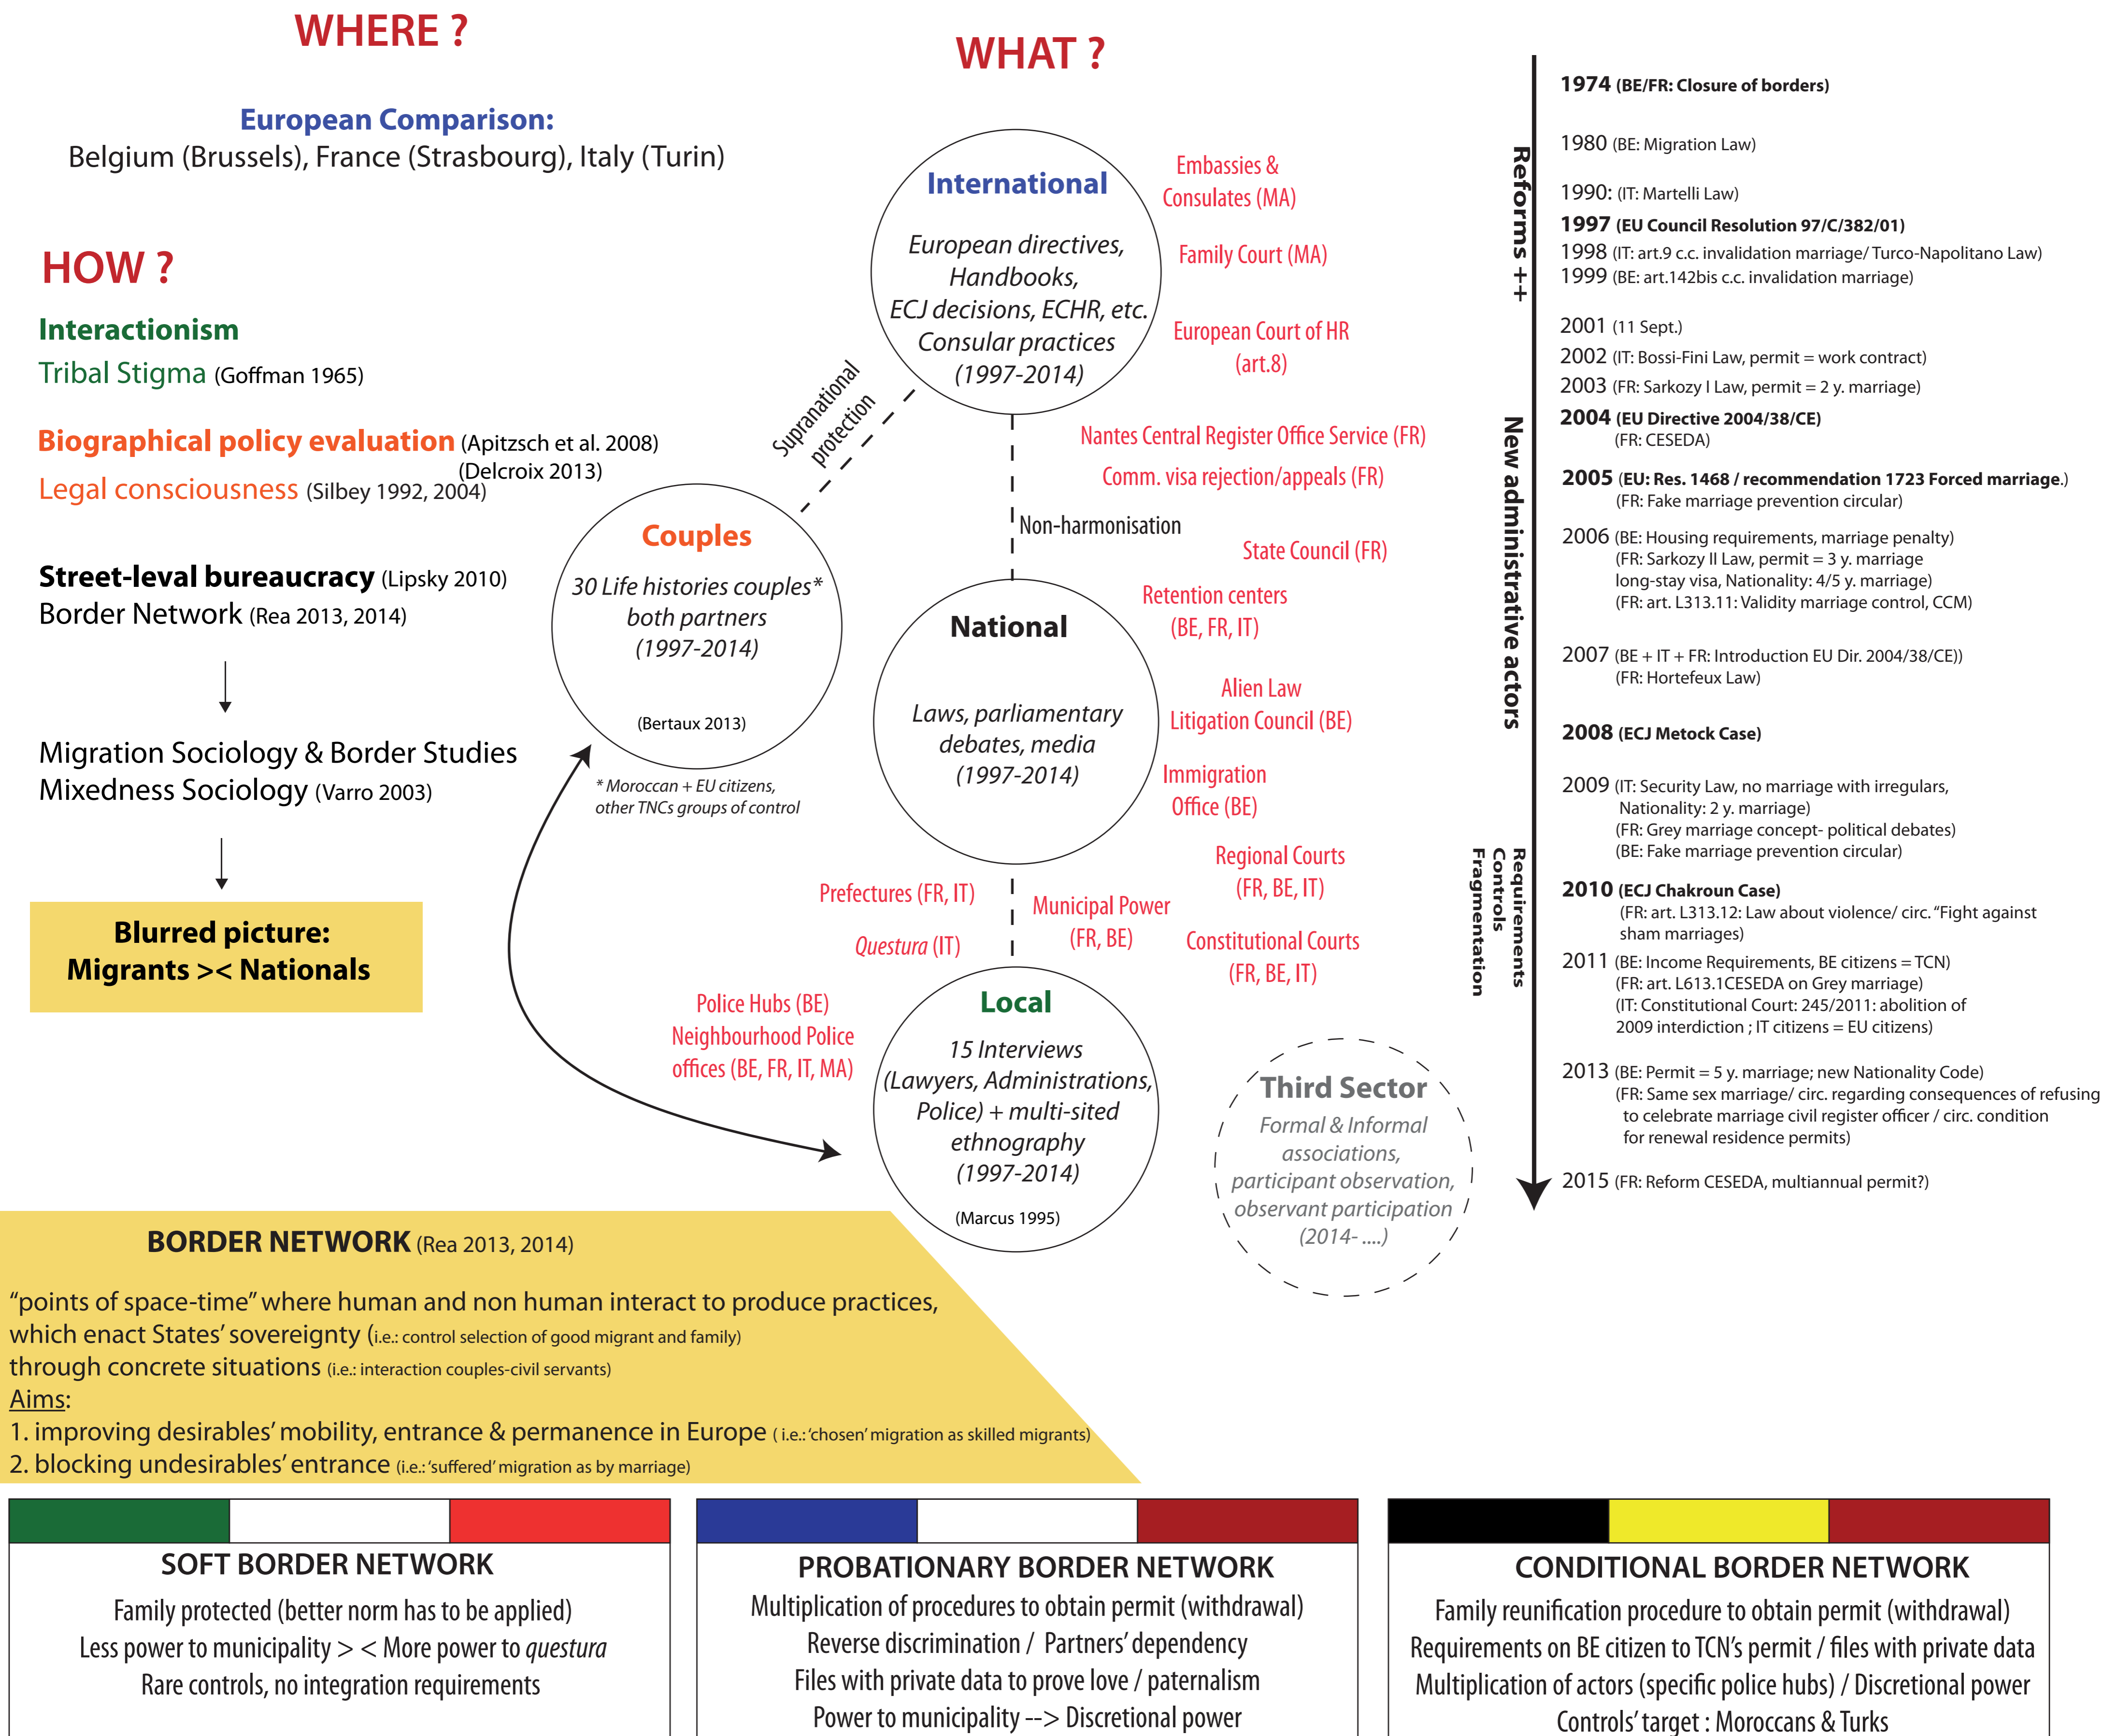 WHERE ?
European Comparison:
Belgium (Brussels), France (Strasbourg), Italy (Turin)
HOW ?
Interactionism
Tribal Stigma (Goffman 1965)
Biographical policy evaluation (Apitzsch et al. 2008)
(Delcroix 2013)
Legal consciousness (Silbey 1992, 2004)
Street-leval bureaucracy (Lipsky 2010)
Border Network (Rea 2013, 2014)
Migration Sociology & Border Studies
Mixedness Sociology (Varro 2003)
Blurred picture:
Migrants >< Nationals
WHAT ?
International
European directives,
Handbooks,
ECJ decisions, ECHR, etc.
Consular practices
(1997-2014)
Embassies &
Consulates (MA)
Family Court (MA)
European Court of HR
(art.8)
Supranational
protection
Nantes Central Register Office Service (FR)
Comm. visa rejection/appeals (FR)
Non-harmonisation
State Council (FR)
Couples
30 Life histories couples*
both partners
(1997-2014)
(Bertaux 2013)
* Moroccan + EU citizens,
other TNCs groups of control
National
Laws, parliamentary
debates, media
(1997-2014)
Retention centers
(BE, FR, IT)
Alien Law
Litigation Council (BE)
Immigration
Office (BE)
Regional Courts
(FR, BE, IT)
Prefectures (FR, IT)
Municipal Power
(FR, BE)
Questura (IT)
Constitutional Courts
(FR, BE, IT)
Police Hubs (BE)
Neighbourhood Police
offices (BE, FR, IT, MA)
Local
15 Interviews
(Lawyers, Administrations,
Police) + multi-sited
ethnography
(1997-2014)
(Marcus 1995)
Third Sector
Formal & Informal
associations,
participant observation,
observant participation
(2014- ....)
Reforms ++
New administrative actors
Requirements
Controls
Fragmentation
1974 (BE/FR: Closure of borders)
1980 (BE: Migration Law)
1990: (IT: Martelli Law)
1997 (EU Council Resolution 97/C/382/01)
1998 (IT: art.9 c.c. invalidation marriage/ Turco-Napolitano Law)
1999 (BE: art.142bis c.c. invalidation marriage)
2001 (11 Sept.)
2002 (IT: Bossi-Fini Law, permit = work contract)
2003 (FR: Sarkozy I Law, permit = 2 y. marriage)
2004 (EU Directive 2004/38/CE)
(FR: CESEDA)
2005 (EU: Res. 1468 / recommendation 1723 Forced marriage.)
(FR: Fake marriage prevention circular)
2006 (BE: Housing requirements, marriage penalty)
(FR: Sarkozy II Law, permit = 3 y. marriage
long-stay visa, Nationality: 4/5 y. marriage)
(FR: art. L313.11: Validity marriage control, CCM)
2007 (BE + IT + FR: Introduction EU Dir. 2004/38/CE))
(FR: Hortefeux Law)
2008 (ECJ Metock Case)
2009 (IT: Security Law, no marriage with irregulars,
Nationality: 2 y. marriage)
(FR: Grey marriage concept- political debates)
(BE: Fake marriage prevention circular)
2010 (ECJ Chakroun Case)
(FR: art. L313.12: Law about violence/ circ. “Fight against
sham marriages)
2011 (BE: Income Requirements, BE citizens = TCN)
(FR: art. L613.1CESEDA on Grey marriage)
(IT: Constitutional Court: 245/2011: abolition of
2009 interdiction ; IT citizens = EU citizens)
2013 (BE: Permit = 5 y. marriage; new Nationality Code)
(FR: Same sex marriage/ circ. regarding consequences of refusing
to celebrate marriage civil register officer / circ. condition
for renewal residence permits)
2015 (FR: Reform CESEDA, multiannual permit?)
BORDER NETWORK (Rea 2013, 2014)
“points of space-time” where human and non human interact to produce practices,
which enact States’ sovereignty (i.e.: control selection of good migrant and family)
through concrete situations (i.e.: interaction couples-civil servants)
Aims:
1. improving desirables’ mobility, entrance & permanence in Europe ( i.e.: ‘chosen’ migration as skilled migrants)
2. blocking undesirables’ entrance (i.e.: ‘suffered’ migration as by marriage)
SOFT BORDER NETWORK
Family protected (better norm has to be applied)
Less power to municipality > < More power to questura
Rare controls, no integration requirements
PROBATIONARY BORDER NETWORK
Multiplication of procedures to obtain permit (withdrawal)
Reverse discrimination / Partners’ dependency
Files with private data to prove love / paternalism
Power to municipality --> Discretional power
CONDITIONAL BORDER NETWORK
Family reunification procedure to obtain permit (withdrawal)
Requirements on BE citizen to TCN’s permit / files with private data
Multiplication of actors (specific police hubs) / Discretional power
Controls’ target : Moroccans & Turks